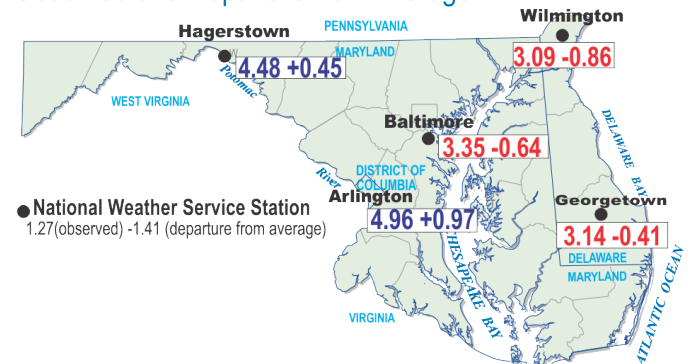 Wilmington
Hagerstown
PENNSYLVANIA
MARYLAND
3.09 -0.86
4.48 +0.45
Potomac
WEST VIRGINIA
Baltimore
DELAWARE BAY
3.35 -0.64
River
DISTRICT OF
COLUMBIA
Arlington
National Weather Service Station
1.27(observed) -1.41 (departure from average)
4.96 +0.97
Georgetown
3.14 -0.41
DELAWARE
MARYLAND
CHESAPEAKE BAY
VIRGINIA
ATLANTIC OCEAN